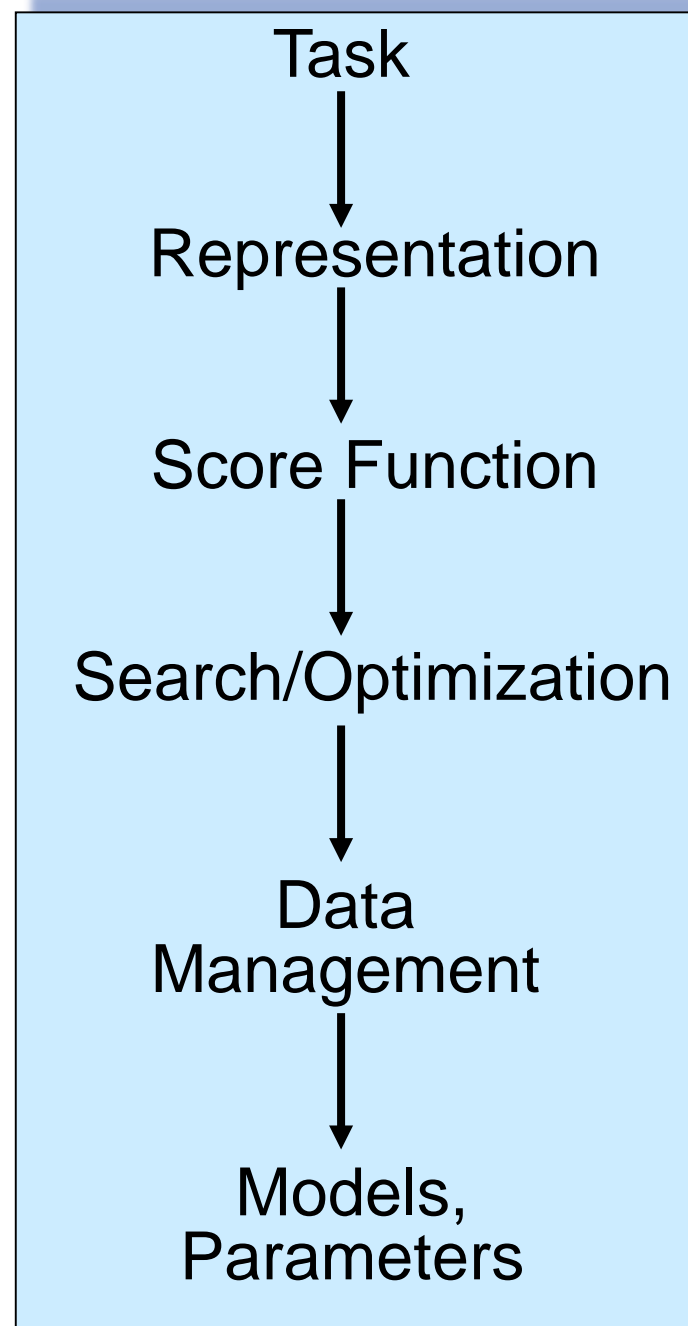 Task
Representation
Score Function
Search/Optimization
Data
Management
Models,
Parameters